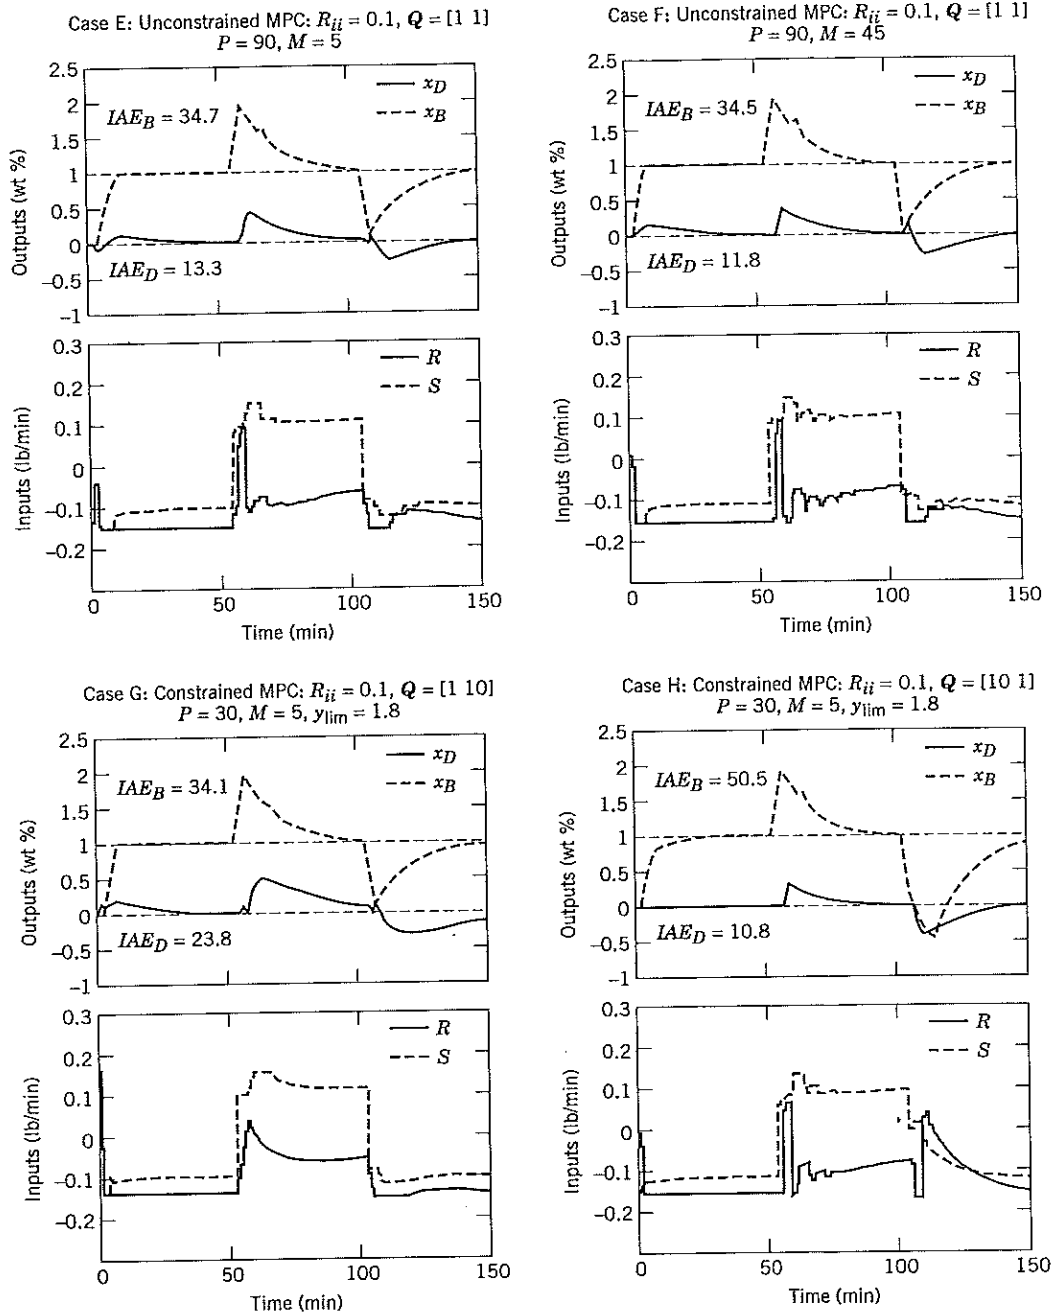 Case E: Unconstrained MPC: R_ii = 0.1, Q = [1 1]
P = 90, M = 5
2.5
2
1.5
1
0.5
0
−0.5
−1
Outputs (wt %)
x_D
x_B
IAE_B = 34.7
IAE_D = 13.3
0.3
0.2
0.1
0
−0.1
−0.2
Inputs (lb/min)
R
S
0
50
100
150
Time (min)
Case F: Unconstrained MPC: R_ii = 0.1, Q = [1 1]
P = 90, M = 45
2.5
2
1.5
1
0.5
0
−0.5
−1
Outputs (wt %)
x_D
x_B
IAE_B = 34.5
IAE_D = 11.8
0.3
0.2
0.1
0
−0.1
−0.2
Inputs (lb/min)
R
S
0
50
100
150
Time (min)
Case G: Constrained MPC: R_ii = 0.1, Q = [1 10]
P = 30, M = 5, y_lim = 1.8
2.5
2
1.5
1
0.5
0
−0.5
−1
Outputs (wt %)
x_D
x_B
IAE_B = 34.1
IAE_D = 23.8
0.3
0.2
0.1
0
−0.1
−0.2
Inputs (lb/min)
R
S
0
50
100
150
Time (min)
Case H: Constrained MPC: R_ii = 0.1, Q = [10 1]
P = 30, M = 5, y_lim = 1.8
2.5
2
1.5
1
0.5
0
−0.5
−1
Outputs (wt %)
x_D
x_B
IAE_B = 50.5
IAE_D = 10.8
0.3
0.2
0.1
0
−0.1
−0.2
Inputs (lb/min)
R
S
0
50
100
150
Time (min)